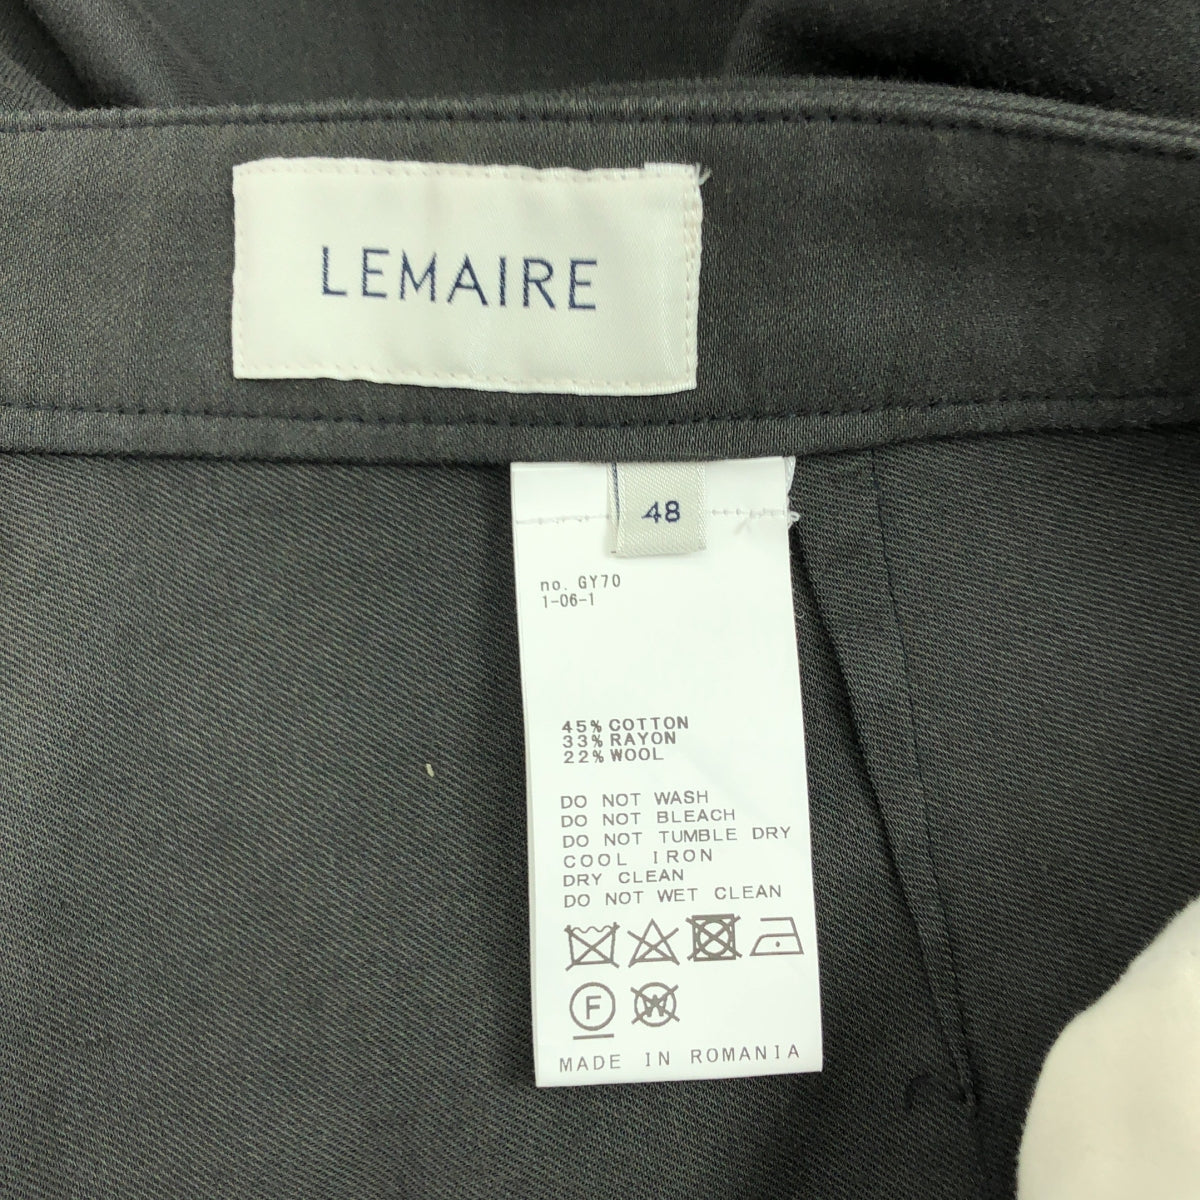 LEMAIRE
48
no. GY70
1-06-1
45% COTTON
33% RAYON
22% WOOL
DO NOT WASH
DO NOT BLEACH
DO NOT TUMBLE DRY
COOL IRON
DRY CLEAN
DO NOT WET CLEAN
F W
MADE IN ROMANIA